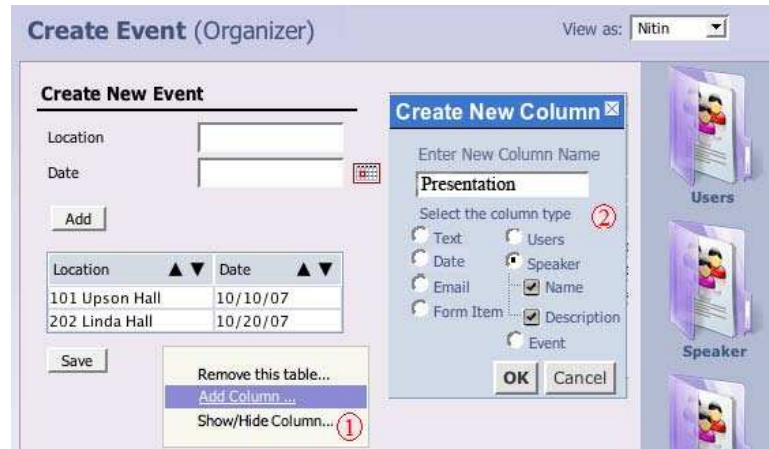 Create Event (Organizer)
View as: Nitin
Create New Event
Location
Date
Add
Location ▲ ▼ Date ▲ ▼
101 Upson Hall 10/10/07
202 Linda Hall 10/20/07
Save
Remove this table...
Add Column ...
Show/Hide Column... ①
Create New Column
Enter New Column Name
Presentation
Select the column type ②
Text Users
Date Speaker
Email Name
Form Item Description
Event
OK Cancel
Users
Speaker